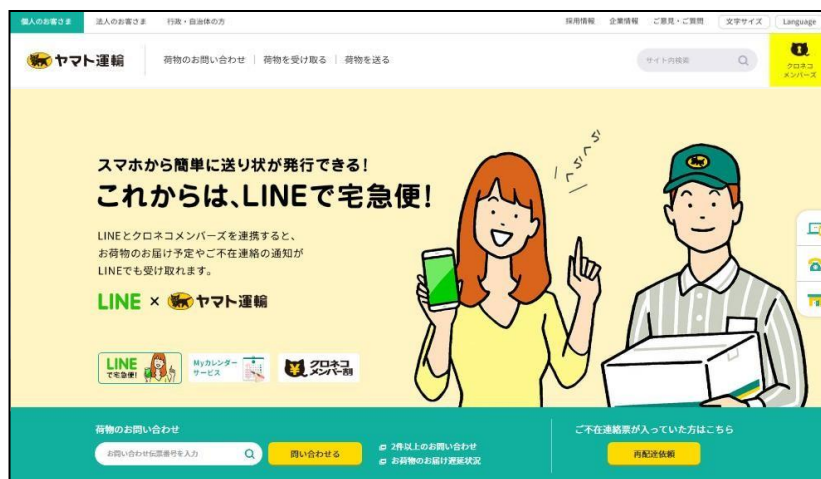 個人のお客さま
法人のお客さま
行政・自治体の方
採用情報
企業情報
ご意見・ご質問
文字サイズ
Language
ヤマト運輸
荷物のお問い合わせ
荷物を受け取る
荷物を送る
サイト内検索
クロネコ
メンバーズ
スマホから簡単に送り状が発行できる!
これからは、LINEで宅急便!
LINEとクロネコメンバーズを連携すると、
お荷物のお届け予定やご不在連絡の通知が
LINEでも受け取れます。
LINE × ヤマト運輸
LINE
で宅急便!
Myカレンダー
サービス
クロネコ
メンバー割
荷物のお問い合わせ
お問い合わせ伝票番号を入力
問い合わせる
2件以上のお問い合わせ
お荷物のお届け遅延状況
ご不在連絡票が入っていた方はこちら
再配達依頼